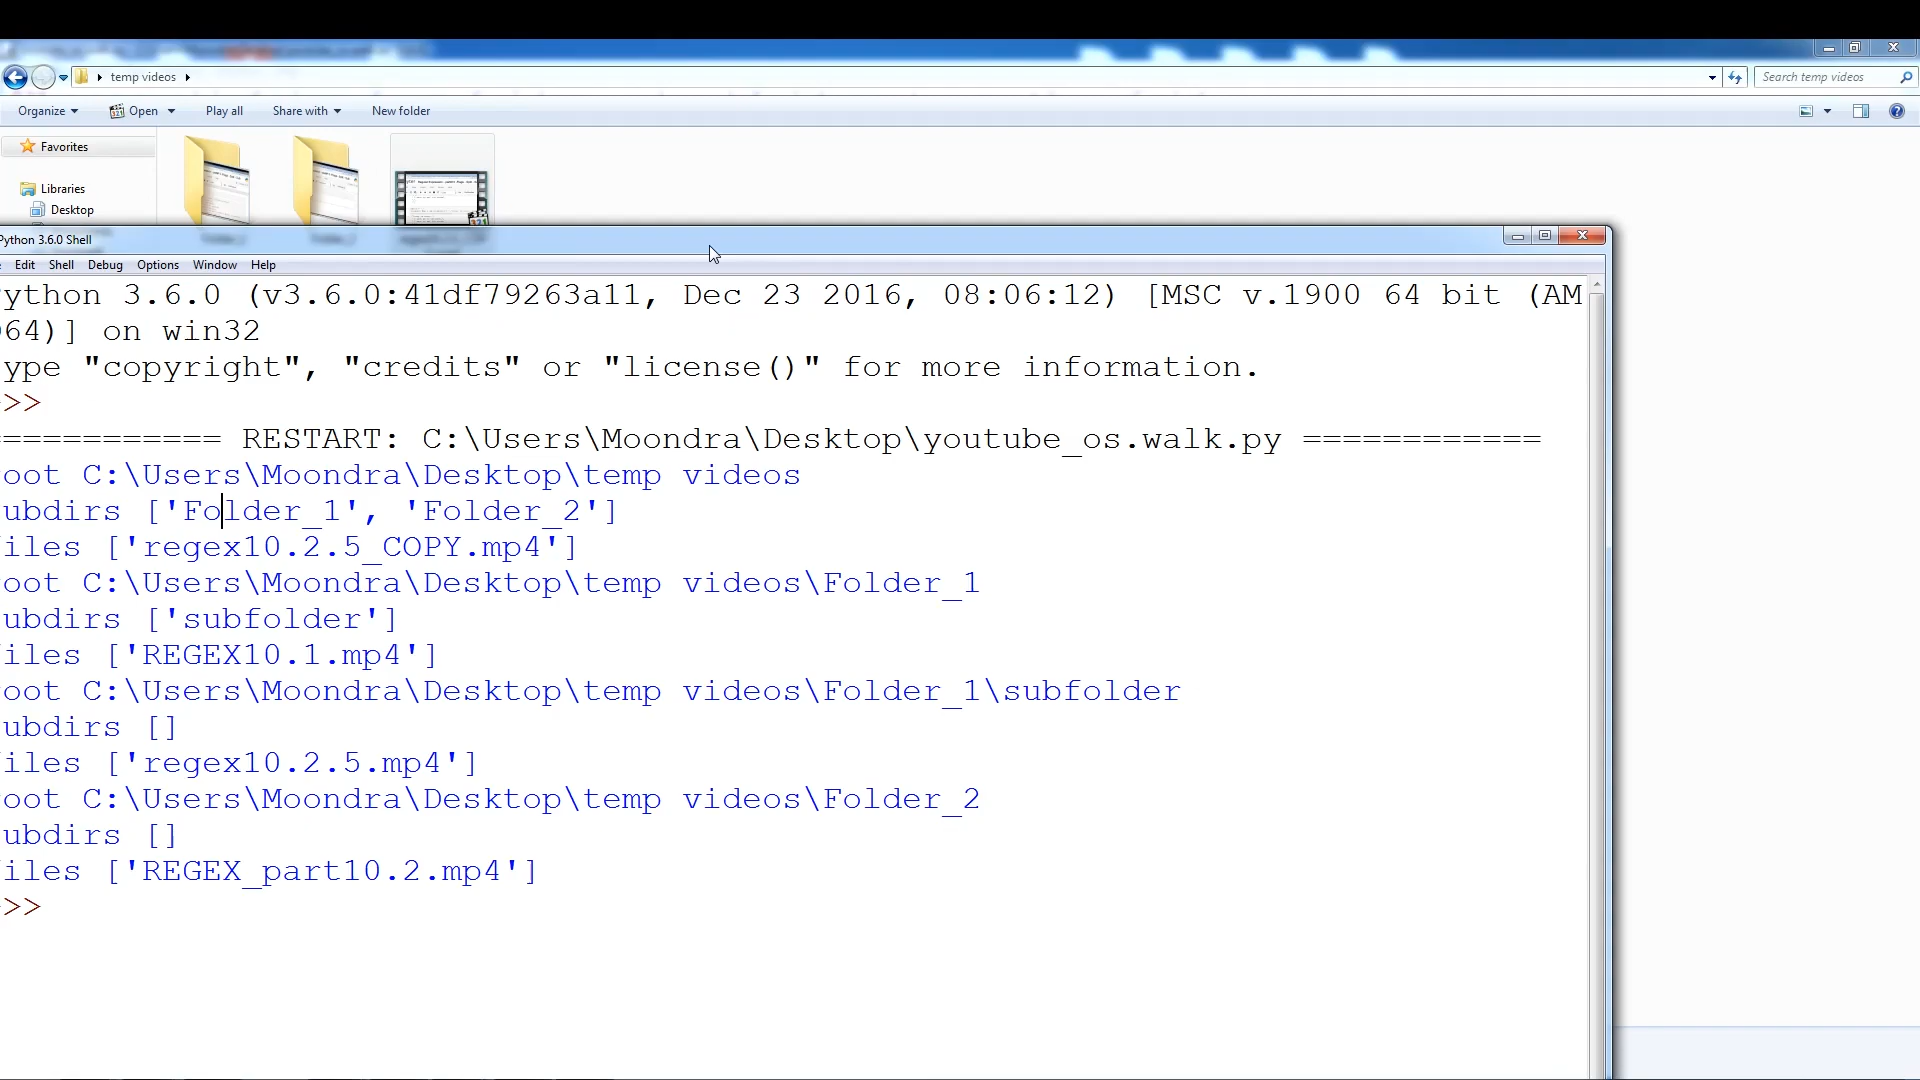 temp videos
Search temp videos
Organize Open Play all Share with New folder
Favorites
Libraries
Desktop
Python 3.6.0 Shell
Edit Shell Debug Options Window Help
ython 3.6.0 (v3.6.0:41df79263a11, Dec 23 2016, 08:06:12) [MSC v.1900 64 bit (AM
64)] on win32
ype "copyright", "credits" or "license()" for more information.
>>
=========== RESTART: C:\Users\Moondra\Desktop\youtube_os.walk.py ============
oot C:\Users\Moondra\Desktop\temp videos
ubdirs ['Folder_1', 'Folder_2']
iles ['regex10.2.5_COPY.mp4']
oot C:\Users\Moondra\Desktop\temp videos\Folder_1
ubdirs ['subfolder']
iles ['REGEX10.1.mp4']
oot C:\Users\Moondra\Desktop\temp videos\Folder_1\subfolder
ubdirs []
iles ['regex10.2.5.mp4']
oot C:\Users\Moondra\Desktop\temp videos\Folder_2
ubdirs []
iles ['REGEX_part10.2.mp4']
>>